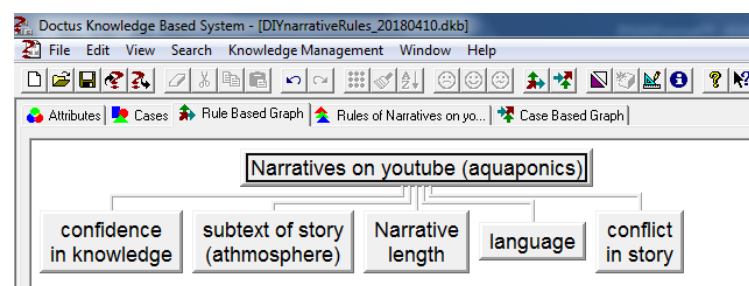 Doctus Knowledge Based System - [DIYnarrativeRules_20180410.dkb]
File Edit View Search Knowledge Management Window Help
Attributes Cases Rule Based Graph Rules of Narratives on yo... Case Based Graph
Narratives on youtube (aquaponics)
confidence
in knowledge
subtext of story
(athmosphere)
Narrative
length
language
conflict
in story